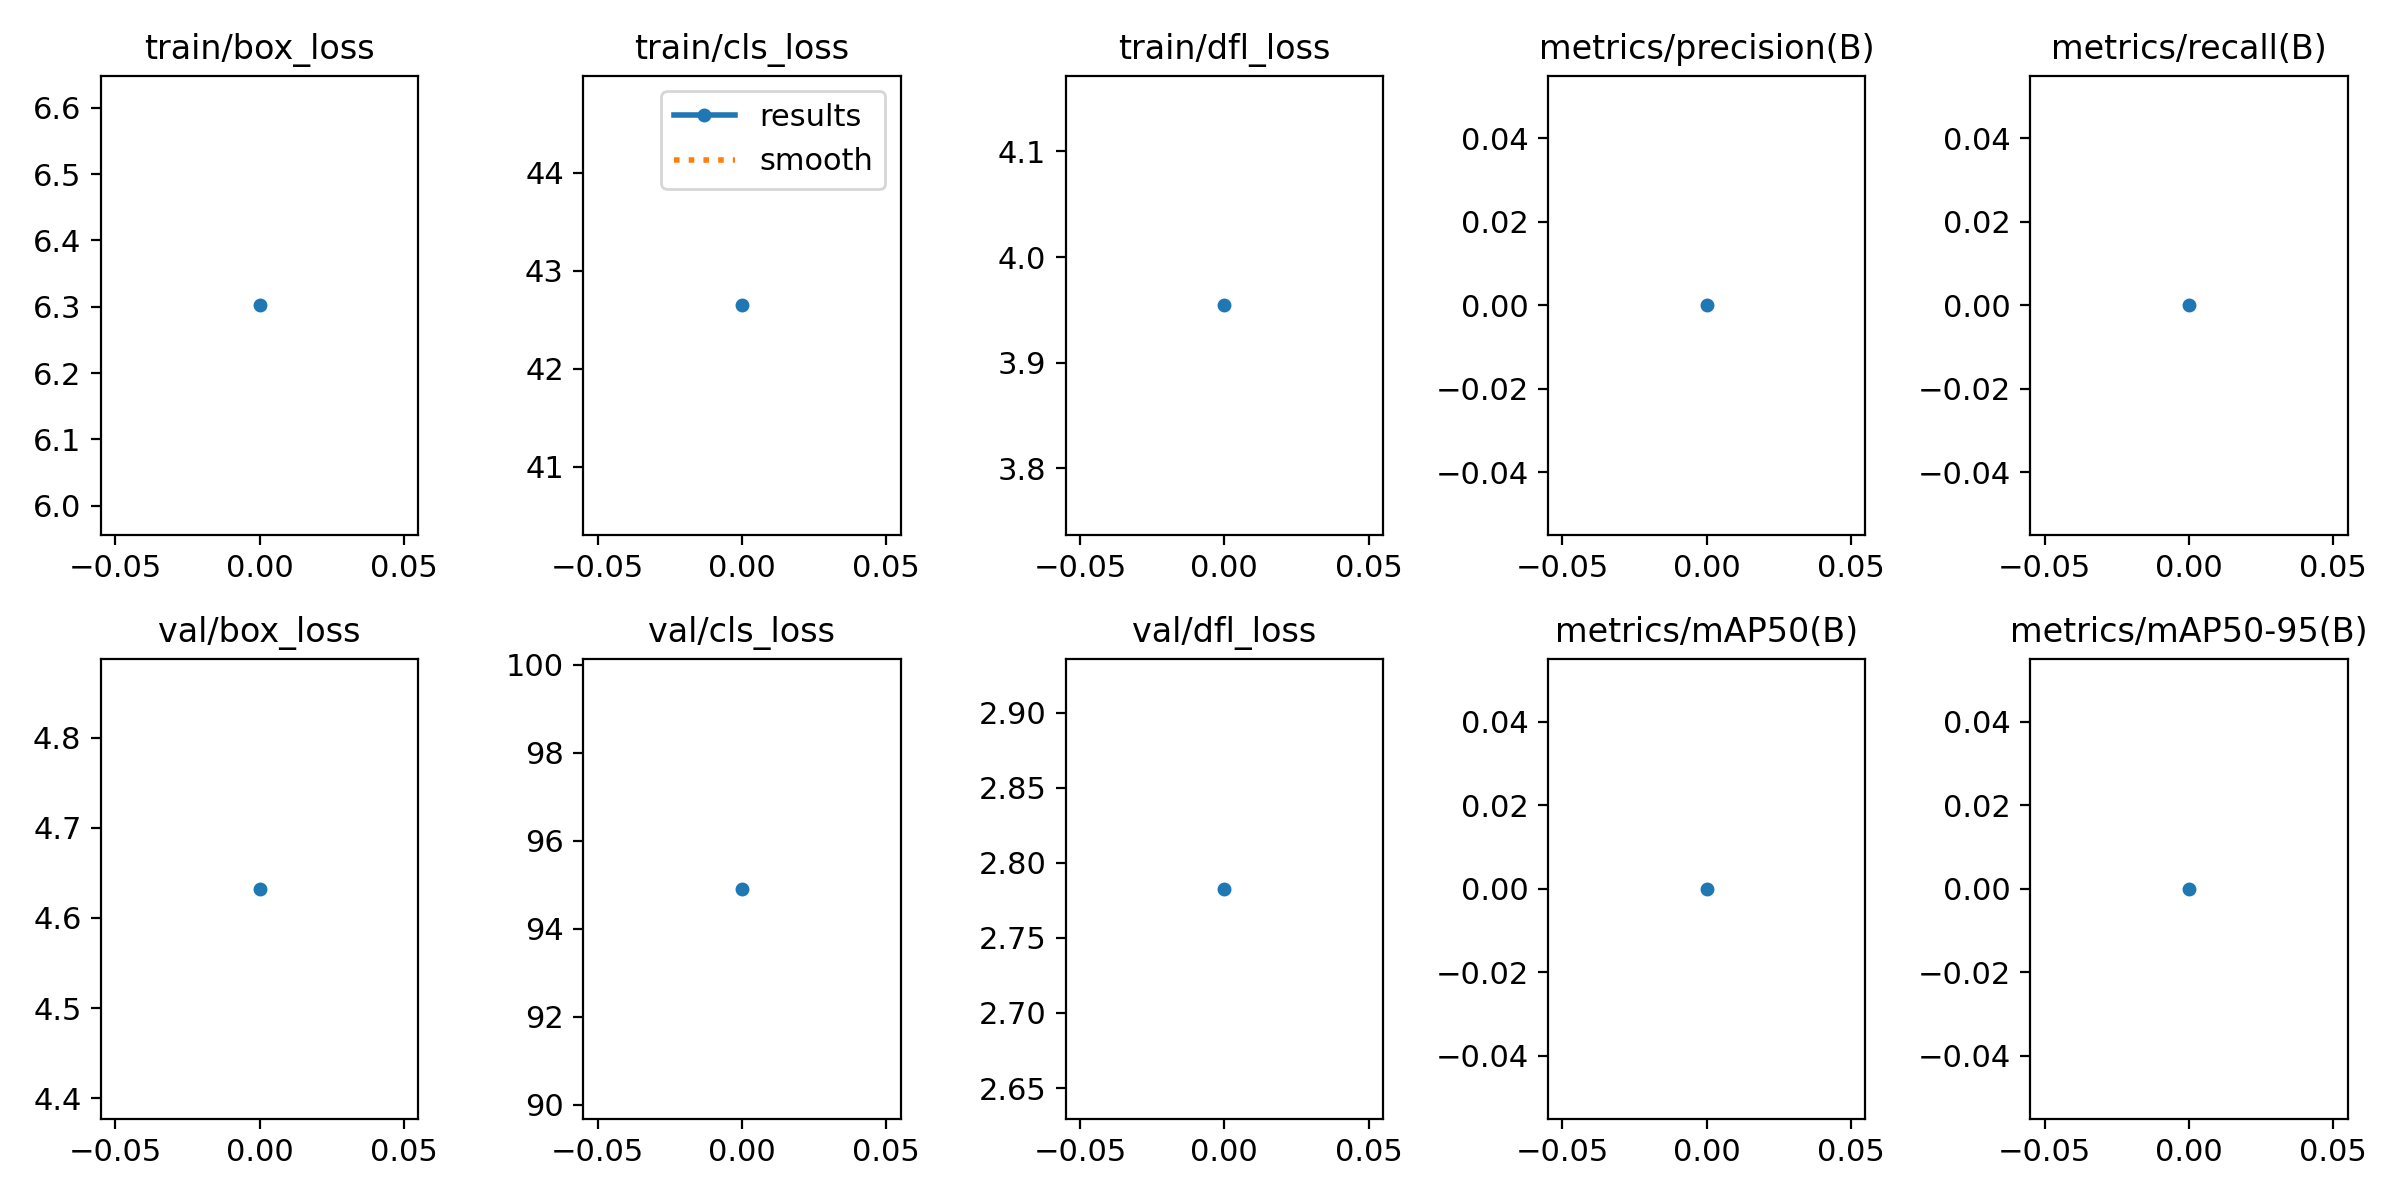 train/box_loss
6.6
6.5
6.4
6.3
6.2
6.1
6.0
−0.05 0.00 0.05
train/cls_loss
results
smooth
44
43
42
41
−0.05 0.00 0.05
train/dfl_loss
4.1
4.0
3.9
3.8
−0.05 0.00 0.05
metrics/precision(B)
0.04
0.02
0.00
−0.02
−0.04
−0.05 0.00 0.05
metrics/recall(B)
0.04
0.02
0.00
−0.02
−0.04
−0.05 0.00 0.05
val/box_loss
4.8
4.7
4.6
4.5
4.4
−0.05 0.00 0.05
val/cls_loss
100
98
96
94
92
90
−0.05 0.00 0.05
val/dfl_loss
2.90
2.85
2.80
2.75
2.70
2.65
−0.05 0.00 0.05
metrics/mAP50(B)
0.04
0.02
0.00
−0.02
−0.04
−0.05 0.00 0.05
metrics/mAP50-95(B)
0.04
0.02
0.00
−0.02
−0.04
−0.05 0.00 0.05